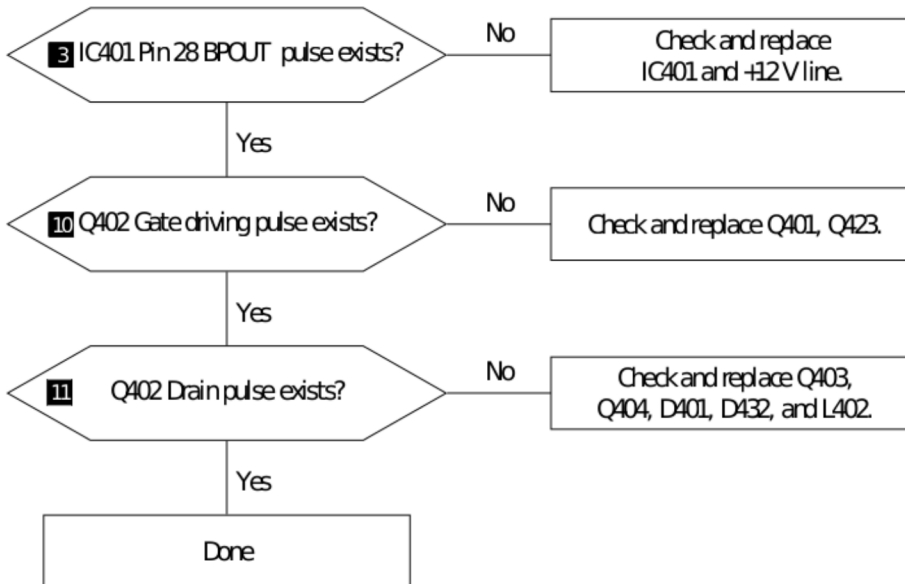 3 IC401 Pin 28 BPOUT pulse exists?
No
Check and replace
IC401 and +12 V line.
Yes
10 Q402 Gate driving pulse exists?
No
Check and replace Q401, Q423.
Yes
11 Q402 Drain pulse exists?
No
Check and replace Q403,
Q404, D401, D432, and L402.
Yes
Done